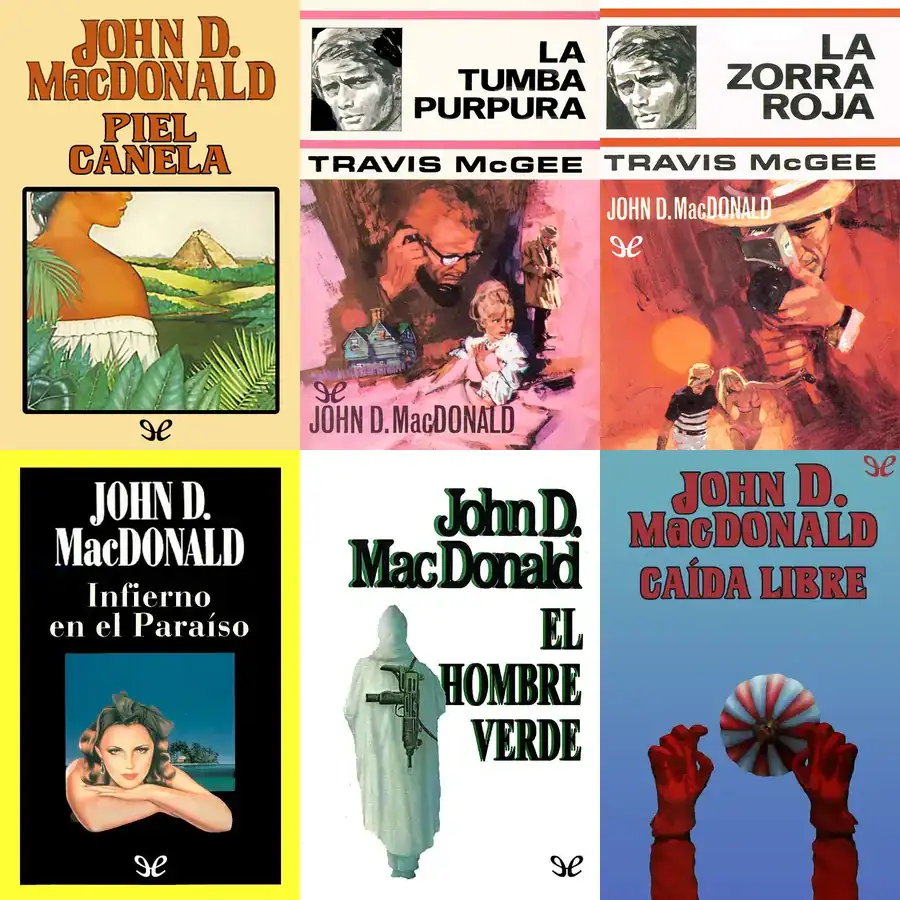 JOHN D.
MACDONALD
PIEL
CANELA
LA
TUMBA
PURPURA
TRAVIS McGEE
JOHN D. MacDONALD
LA
ZORRA
ROJA
TRAVIS McGEE
JOHN D. MacDONALD
JOHN D.
MacDONALD
Infierno
en el Paraíso
John D.
MacDonald
EL
HOMBRE
VERDE
JOHN D.
MACDONALD
CAÍDA LIBRE